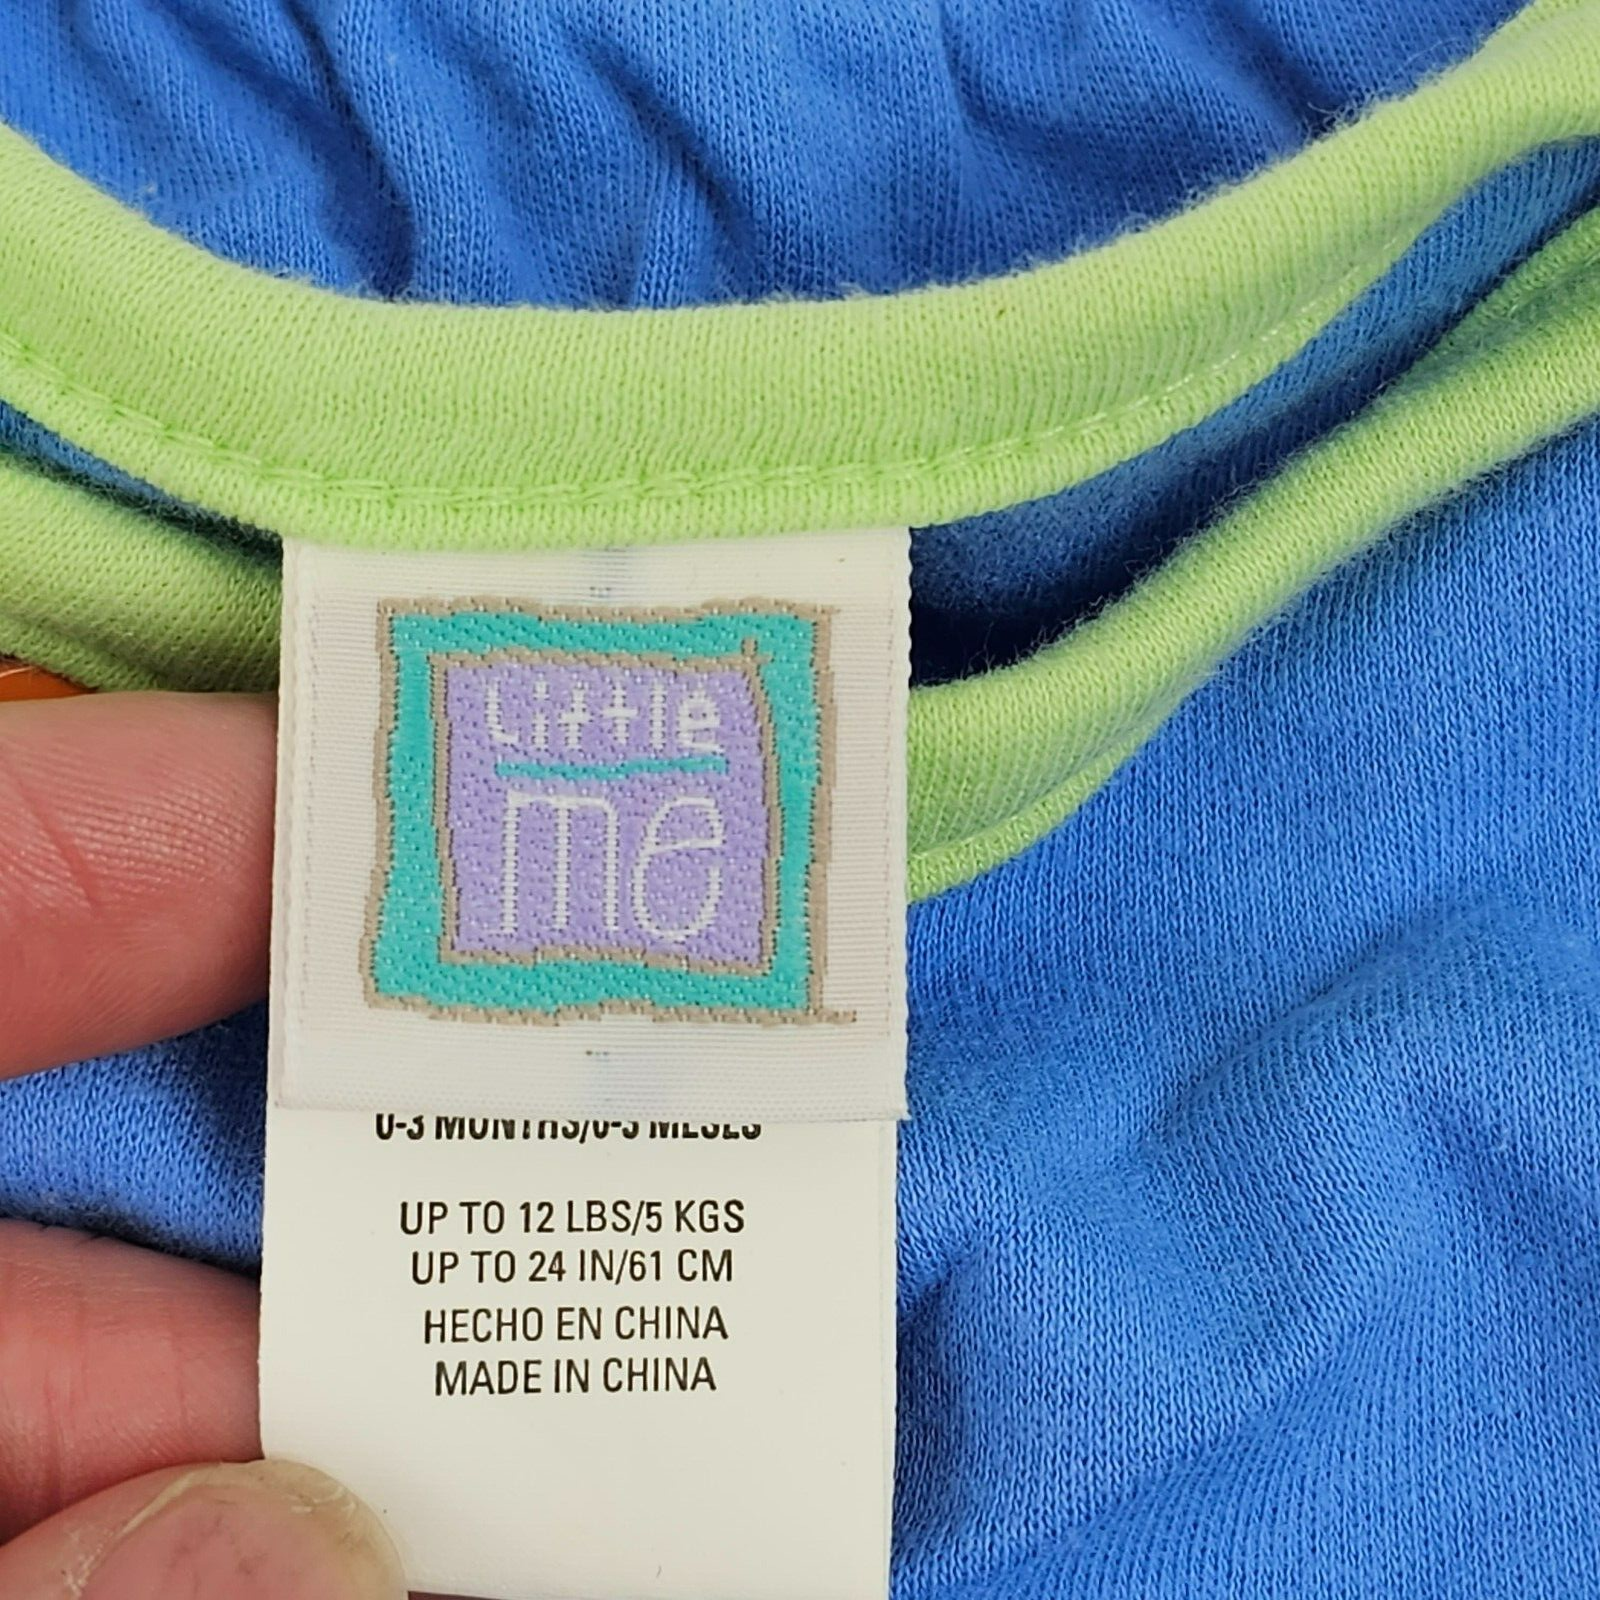 Little
me
0-3 MONTHS/0-3 MESES
UP TO 12 LBS/5 KGS
UP TO 24 IN/61 CM
HECHO EN CHINA
MADE IN CHINA